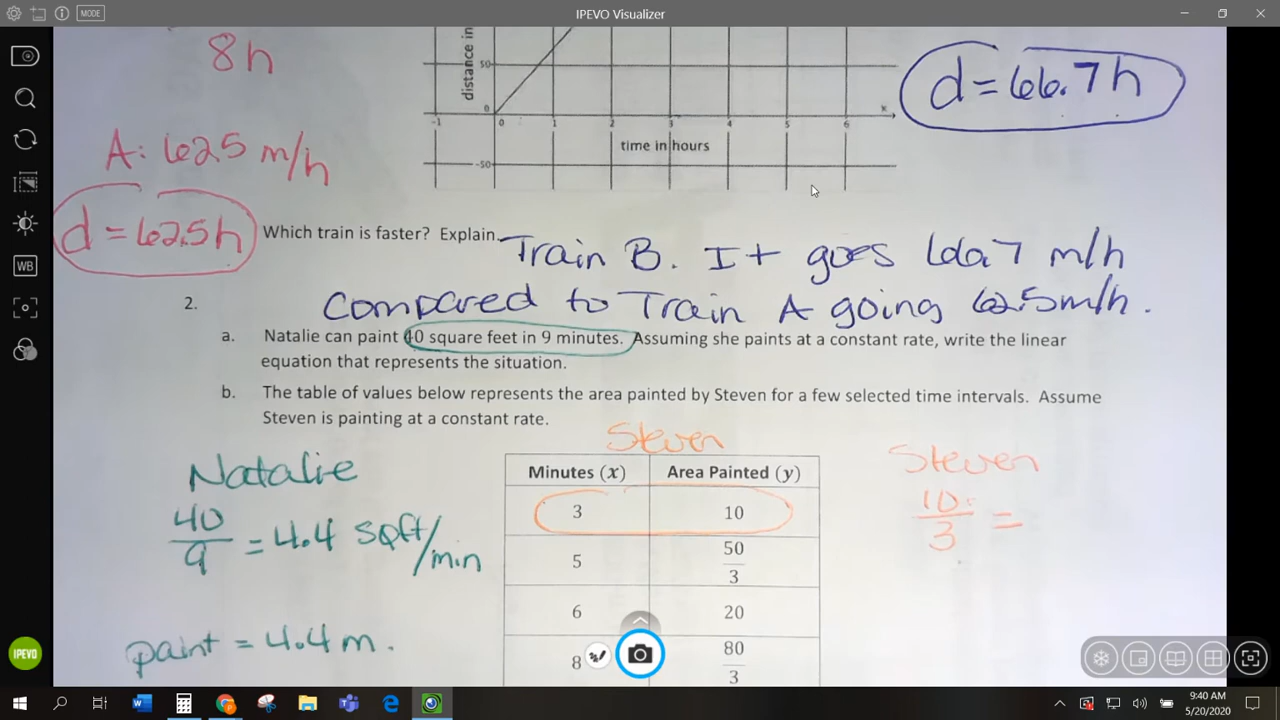 MODE
IPEVO Visualizer
8h
distance in
50
0
d=66.7h
-1 0 1 2 3 4 5 6 x
A: 62.5 m/h
time in hours
-50
d=62.5h
Which train is faster? Explain.
Train B. It goes 66.7 m/h
Compared to Train A going 62.5m/h.
2.
a. Natalie can paint 40 square feet in 9 minutes. Assuming she paints at a constant rate, write the linear
equation that represents the situation.
b. The table of values below represents the area painted by Steven for a few selected time intervals. Assume
Steven is painting at a constant rate.
Steven
Natalie
40/9 = 4.4 sqft/min
paint = 4.4m.
Minutes (x) Area Painted (y)
3 10
5 50/3
6 20
8 80/3
Steven
10/3 =
WB
IPEVO
9:40 AM
5/20/2020